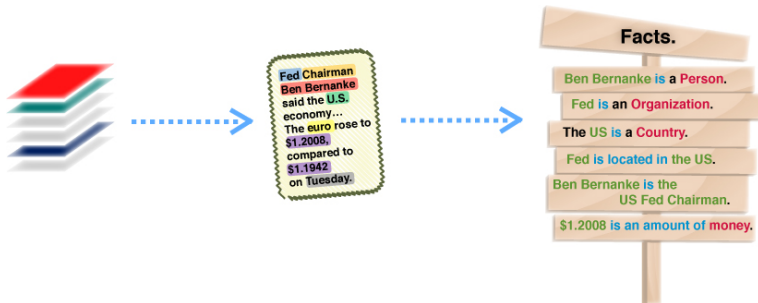 Fed Chairman
Ben Bernanke
said the U.S.
economy...
The euro rose to
$1.2008,
compared to
$1.1942
on Tuesday.
Facts.
Ben Bernanke is a Person.
Fed is an Organization.
The US is a Country.
Fed is located in the US.
Ben Bernanke is the
US Fed Chairman.
$1.2008 is an amount of money.